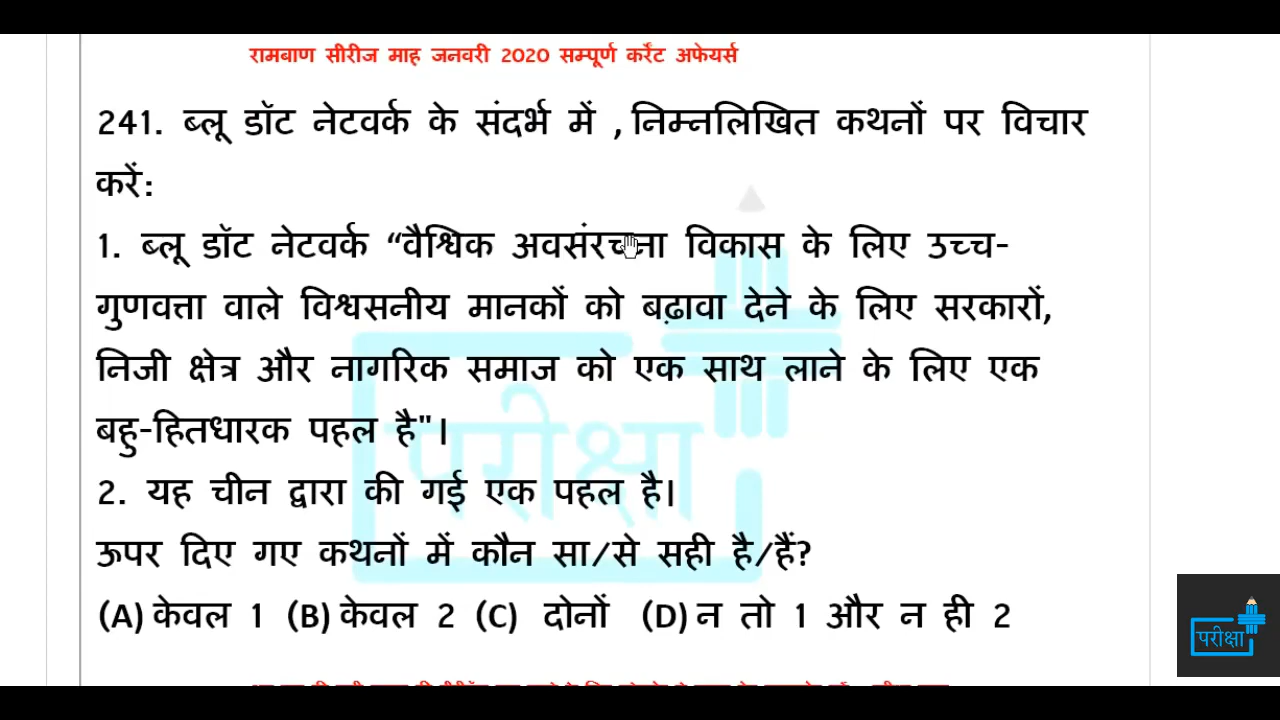 रामबाण सीरीज माह जनवरी 2020 सम्पूर्ण करेंट अफेयर्स
241. ब्लू डॉट नेटवर्क के संदर्भ में ,निम्नलिखित कथनों पर विचार
करें:
1. ब्लू डॉट नेटवर्क “वैश्विक अवसंरचना विकास के लिए उच्च-
गुणवत्ता वाले विश्वसनीय मानकों को बढ़ावा देने के लिए सरकारों,
निजी क्षेत्र और नागरिक समाज को एक साथ लाने के लिए एक
बहु-हितधारक पहल है"।
2. यह चीन द्वारा की गई एक पहल है।
ऊपर दिए गए कथनों में कौन सा/से सही है/हैं?
(A) केवल 1 (B) केवल 2 (C) दोनों (D) न तो 1 और न ही 2
परीक्षा
परीक्षा